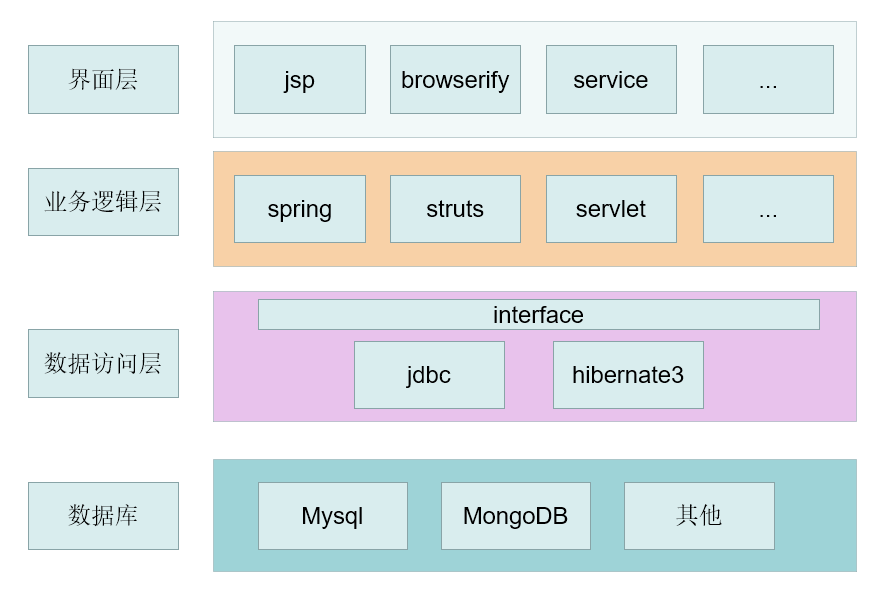 界面层
jsp
browserify
service
...
业务逻辑层
spring
struts
servlet
...
数据访问层
interface
jdbc
hibernate3
数据库
Mysql
MongoDB
其他